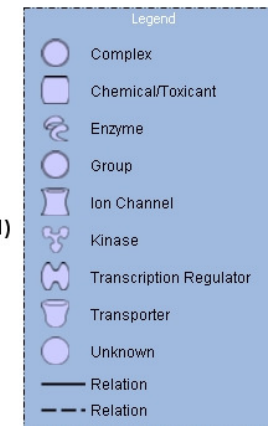 Legend
Complex
Chemical/Toxicant
Enzyme
Group
Ion Channel
Kinase
Transcription Regulator
Transporter
Unknown
Relation
Relation